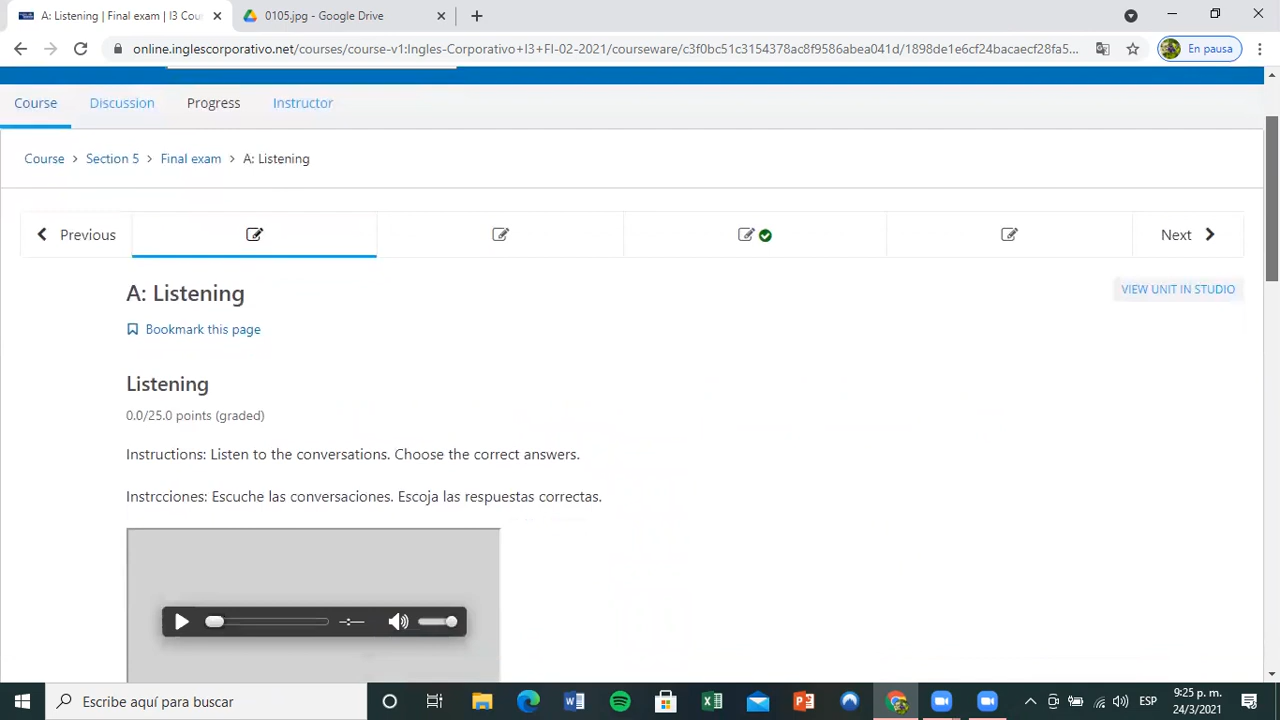 A: Listening | Final exam | I3 Cou
0105.jpg - Google Drive
online.inglescorporativo.net/courses/course-v1:Ingles-Corporativo+I3+FI-02-2021/courseware/c3f0bc51c3154378ac8f9586abea041d/1898de1e6cf24bacaecf28fa5...
En pausa
Course Discussion Progress Instructor
Course > Section 5 > Final exam > A: Listening
Previous
Next
A: Listening
VIEW UNIT IN STUDIO
Bookmark this page
Listening
0.0/25.0 points (graded)
Instructions: Listen to the conversations. Choose the correct answers.
Instrcciones: Escuche las conversaciones. Escoja las respuestas correctas.
Escribe aquí para buscar
ESP
9:25 p. m.
24/3/2021